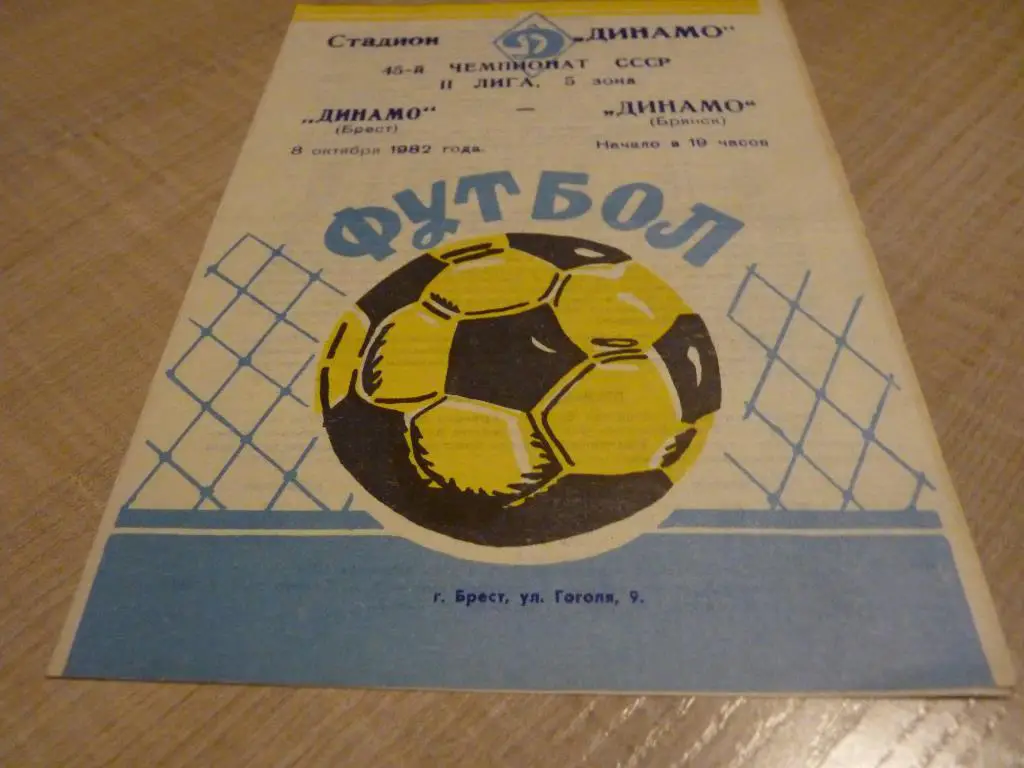 Стадион „ДИНАМО"
Д
45-й ЧЕМПИОНАТ СССР
II ЛИГА, 5 зона
„ДИНАМО" — „ДИНАМО"
(Брест) (Брянск)
8 октября 1982 года. Начало в 19 часов
ФУТБОЛ
г. Брест, ул. Гоголя, 9.